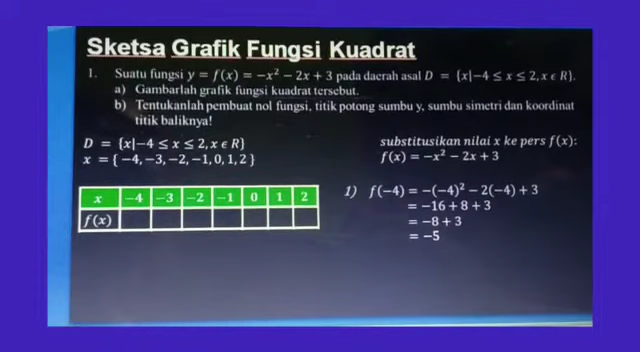 Sketsa Grafik Fungsi Kuadrat
1. Suatu fungsi y = f(x) = −x² − 2x + 3 pada daerah asal D = {x|−4 ≤ x ≤ 2, x ϵ R}.
a) Gambarlah grafik fungsi kuadrat tersebut.
b) Tentukanlah pembuat nol fungsi, titik potong sumbu y, sumbu simetri dan koordinat
titik baliknya!
D = {x|−4 ≤ x ≤ 2, x ϵ R}
x = {−4, −3, −2, −1, 0, 1, 2}
x −4 −3 −2 −1 0 1 2
f(x)
substitusikan nilai x ke pers f(x):
f(x) = −x² − 2x + 3
1) f(−4) = −(−4)² − 2(−4) + 3
= −16 + 8 + 3
= −8 + 3
= −5